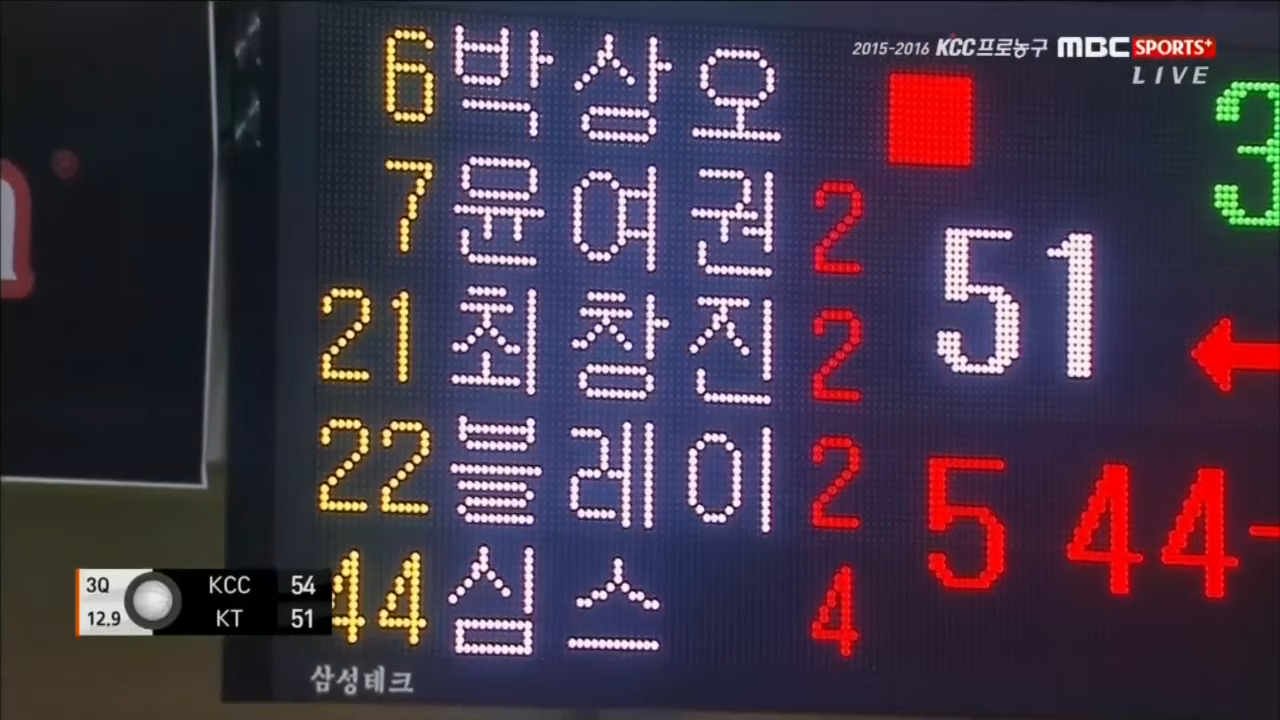 2015-2016 KCC프로농구 MBC SPORTS+
LIVE
6 박상오
7 윤여권 2
21 최창진 2
22 블레이 2
44 심스 4
3
51
5 44-
삼성테크
3Q KCC 54
12.9 KT 51